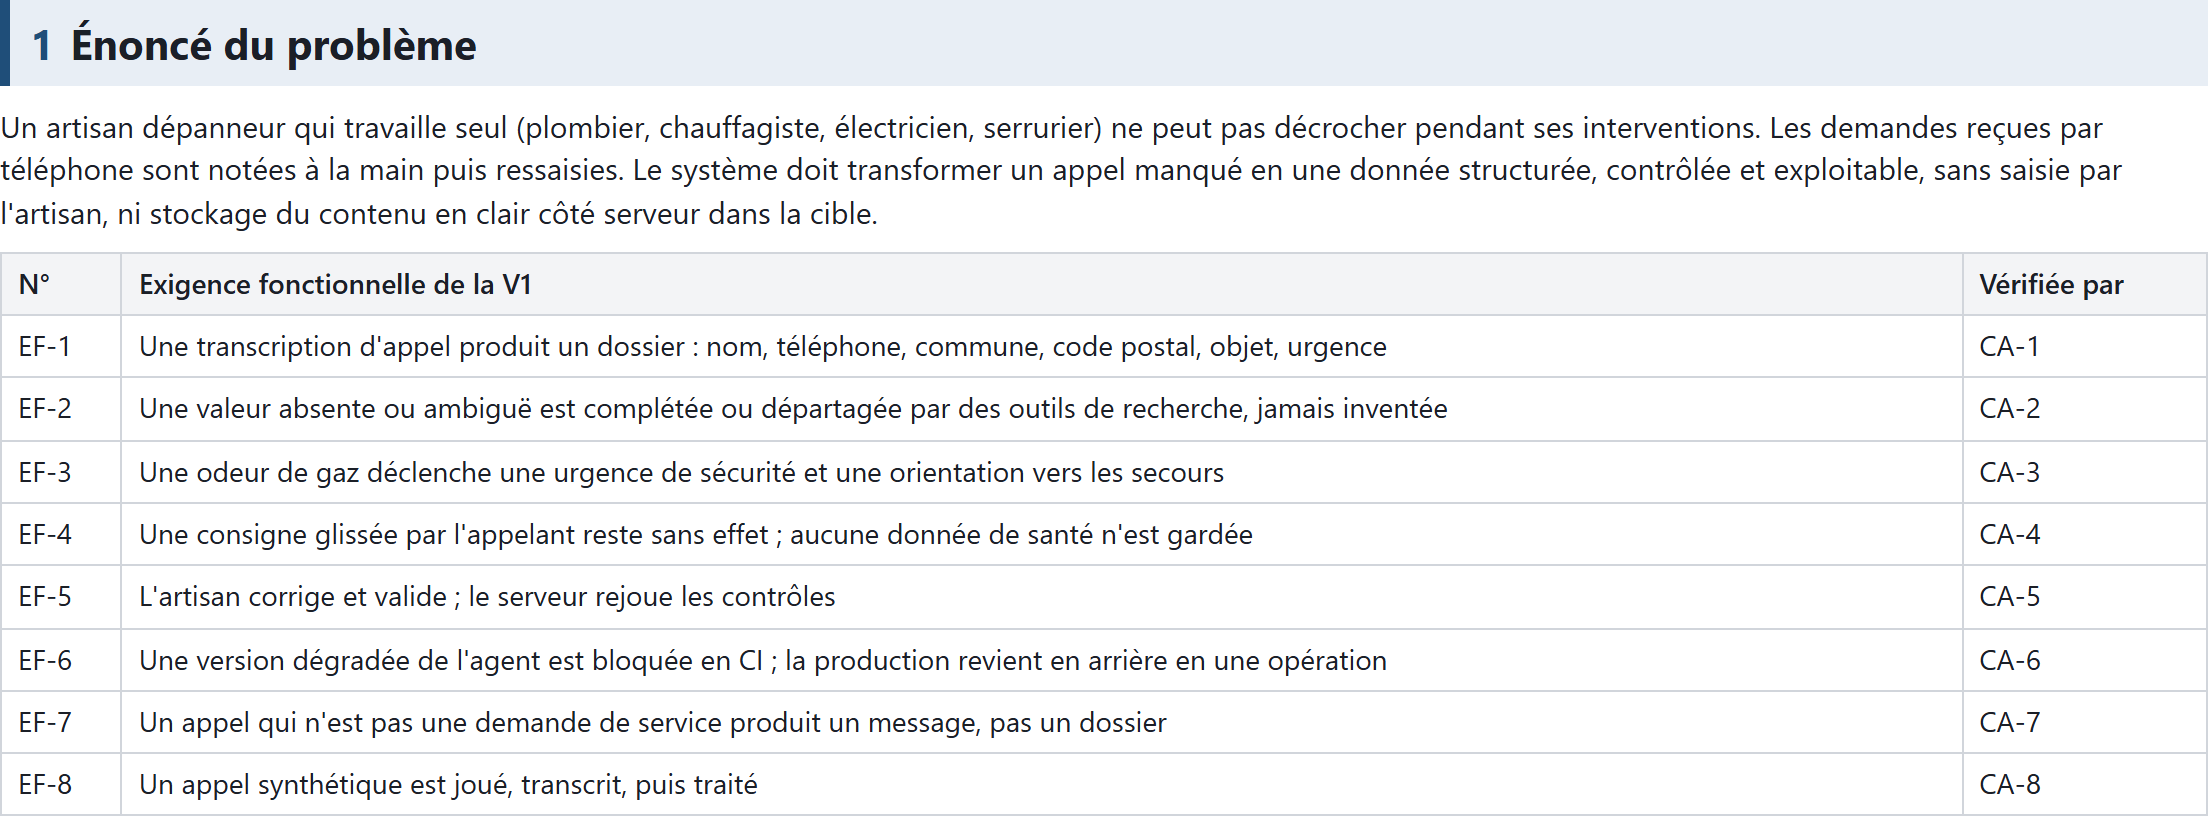 1 Énoncé du problème
Un artisan dépanneur qui travaille seul (plombier, chauffagiste, électricien, serrurier) ne peut pas décrocher pendant ses interventions. Les demandes reçues par
téléphone sont notées à la main puis ressaisies. Le système doit transformer un appel manqué en une donnée structurée, contrôlée et exploitable, sans saisie par
l'artisan, ni stockage du contenu en clair côté serveur dans la cible.
N° Exigence fonctionnelle de la V1 Vérifiée par
EF-1 Une transcription d'appel produit un dossier : nom, téléphone, commune, code postal, objet, urgence CA-1
EF-2 Une valeur absente ou ambiguë est complétée ou départagée par des outils de recherche, jamais inventée CA-2
EF-3 Une odeur de gaz déclenche une urgence de sécurité et une orientation vers les secours CA-3
EF-4 Une consigne glissée par l'appelant reste sans effet ; aucune donnée de santé n'est gardée CA-4
EF-5 L'artisan corrige et valide ; le serveur rejoue les contrôles CA-5
EF-6 Une version dégradée de l'agent est bloquée en CI ; la production revient en arrière en une opération CA-6
EF-7 Un appel qui n'est pas une demande de service produit un message, pas un dossier CA-7
EF-8 Un appel synthétique est joué, transcrit, puis traité CA-8